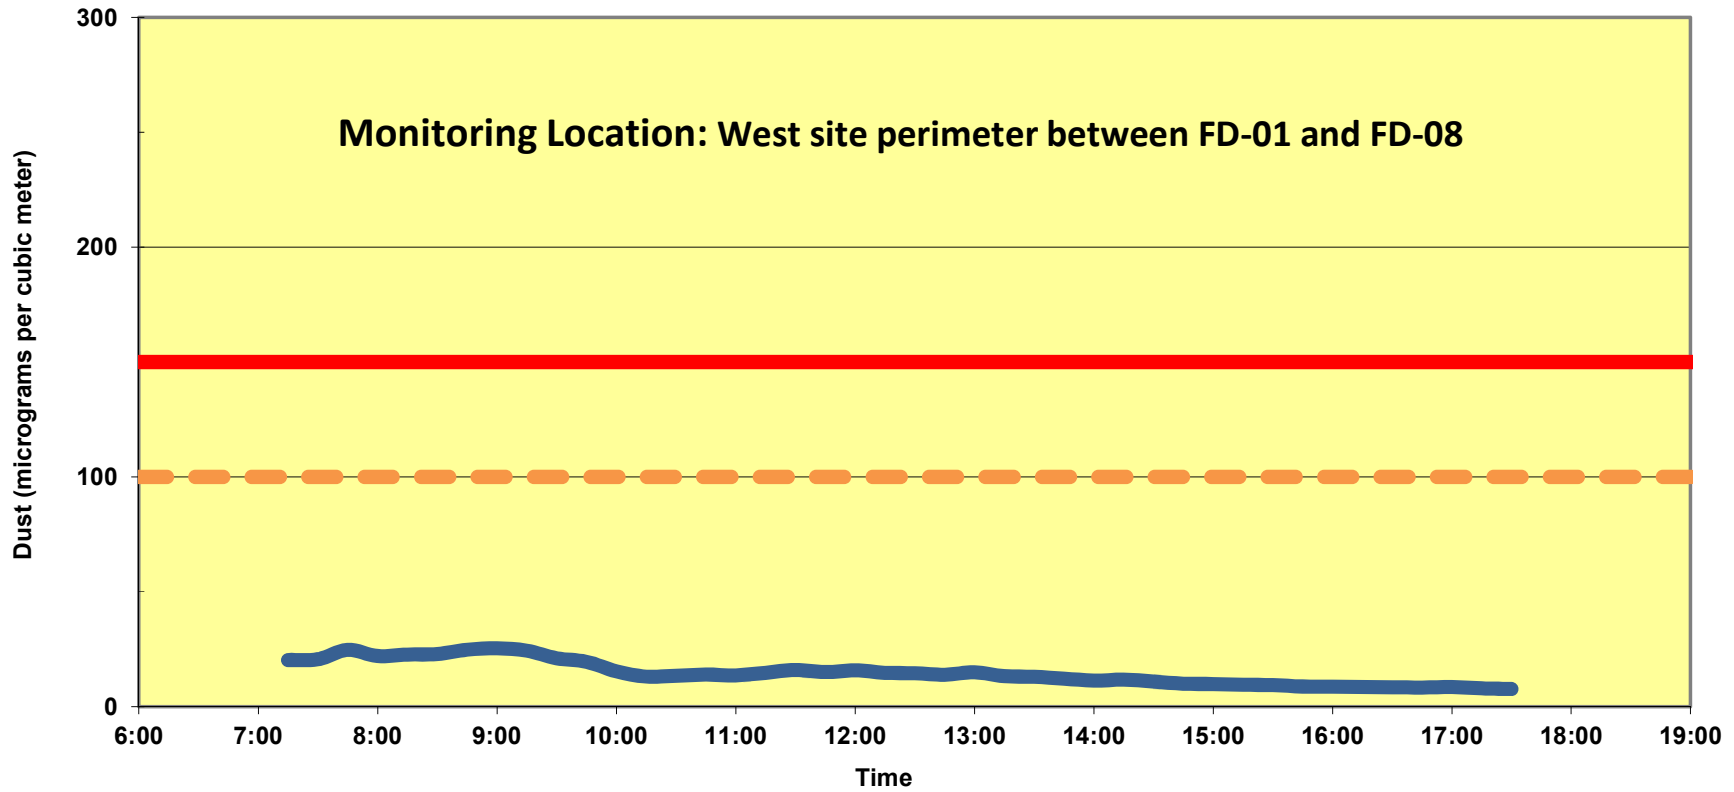 300
Monitoring Location: West site perimeter between FD-01 and FD-08
Dust (micrograms per cubic meter)
200
100
0
6:00 7:00 8:00 9:00 10:00 11:00 12:00 13:00 14:00 15:00 16:00 17:00 18:00 19:00
Time